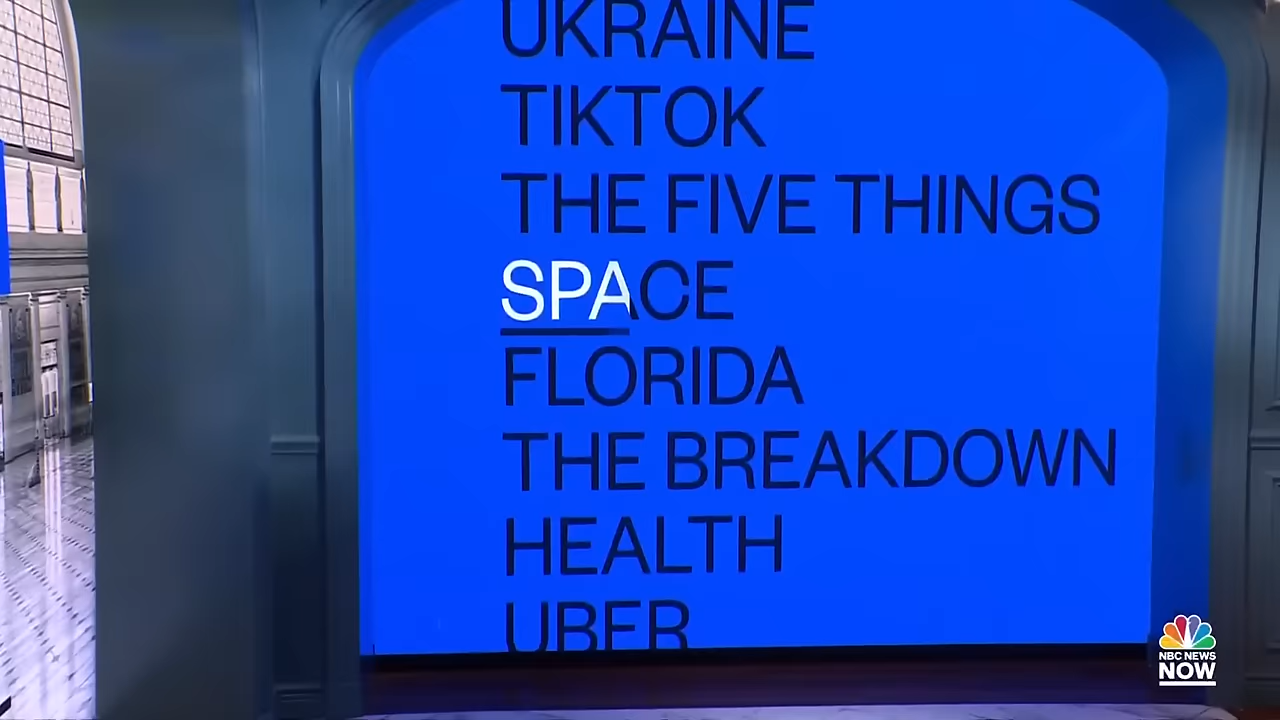 UKRAINE
TIKTOK
THE FIVE THINGS
SPACE
FLORIDA
THE BREAKDOWN
HEALTH
UBER
NBC NEWS
NOW